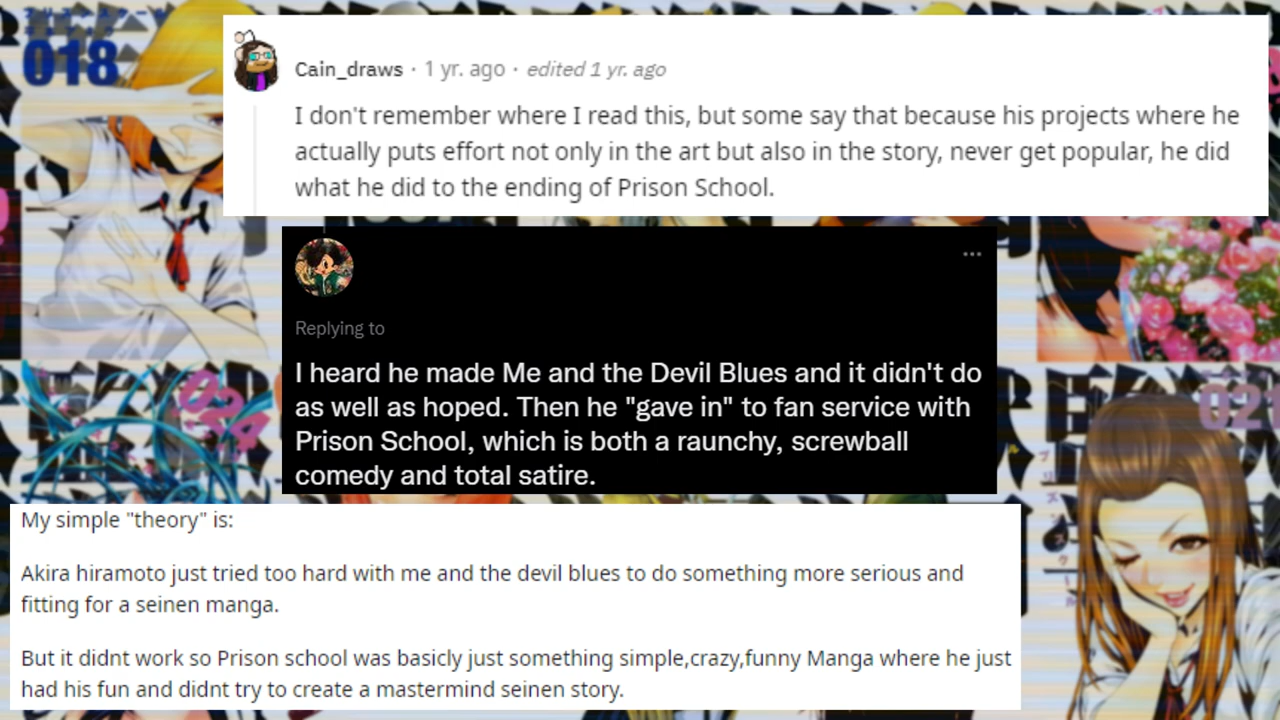 018
Cain_draws · 1 yr. ago · edited 1 yr. ago
I don't remember where I read this, but some say that because his projects where he
actually puts effort not only in the art but also in the story, never get popular, he did
what he did to the ending of Prison School.
Replying to
I heard he made Me and the Devil Blues and it didn't do
as well as hoped. Then he "gave in" to fan service with
Prison School, which is both a raunchy, screwball
comedy and total satire.
024
02
My simple "theory" is:
Akira hiramoto just tried too hard with me and the devil blues to do something more serious and
fitting for a seinen manga.
But it didnt work so Prison school was basicly just something simple,crazy,funny Manga where he just
had his fun and didnt try to create a mastermind seinen story.